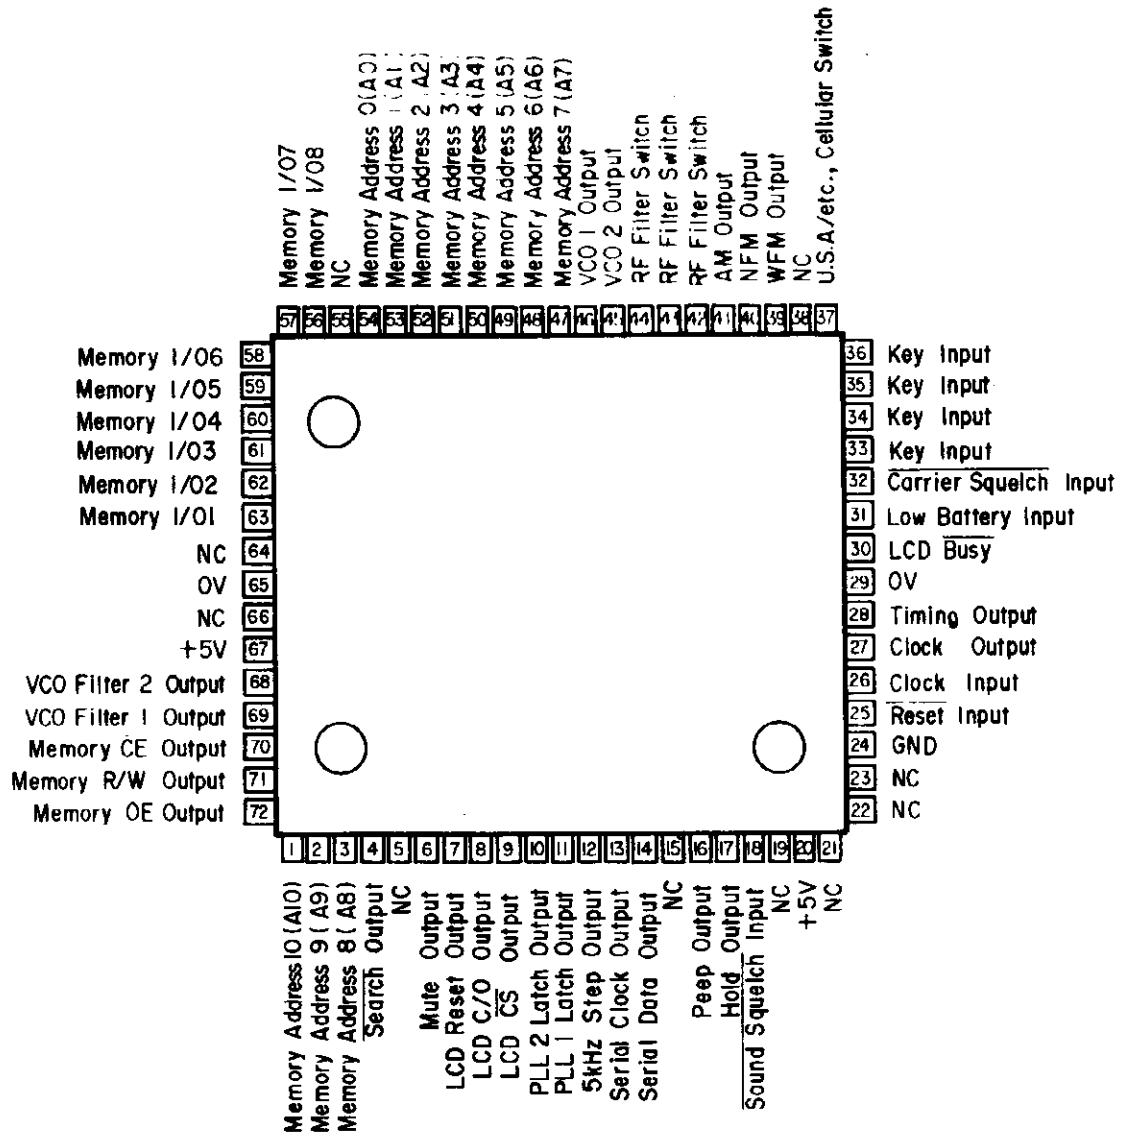 Memory I/07
Memory I/08
NC
Memory Address 0(A0)
Memory Address 1(A1)
Memory Address 2(A2)
Memory Address 3(A3)
Memory Address 4(A4)
Memory Address 5(A5)
Memory Address 6(A6)
Memory Address 7(A7)
VCO 1 Output
VCO 2 Output
RF Filter Switch
RF Filter Switch
RF Filter Switch
AM Output
NFM Output
WFM Output
NC
U.S.A/etc., Cellular Switch
57 56 55 54 53 52 51 50 49 48 47 46 45 44 43 42 41 40 39 38 37
Memory I/06 58
Memory I/05 59
Memory I/04 60
Memory I/03 61
Memory I/02 62
Memory I/01 63
NC 64
0V 65
NC 66
+5V 67
VCO Filter 2 Output 68
VCO Filter 1 Output 69
Memory CE Output 70
Memory R/W Output 71
Memory OE Output 72
36 Key Input
35 Key Input
34 Key Input
33 Key Input
32 Carrier Squelch Input
31 Low Battery Input
30 LCD Busy
29 0V
28 Timing Output
27 Clock Output
26 Clock Input
25 Reset Input
24 GND
23 NC
22 NC
1 2 3 4 5 6 7 8 9 10 11 12 13 14 15 16 17 18 19 20 21
Memory Address 10(A10)
Memory Address 9(A9)
Memory Address 8(A8)
Search Output
NC
Mute Output
LCD Reset Output
LCD C/O Output
LCD CS Output
PLL 2 Latch Output
PLL 1 Latch Output
5kHz Step Output
Serial Clock Output
Serial Data Output
NC
Peep Output
Hold Output
Sound Squelch Input
NC
+5V
NC